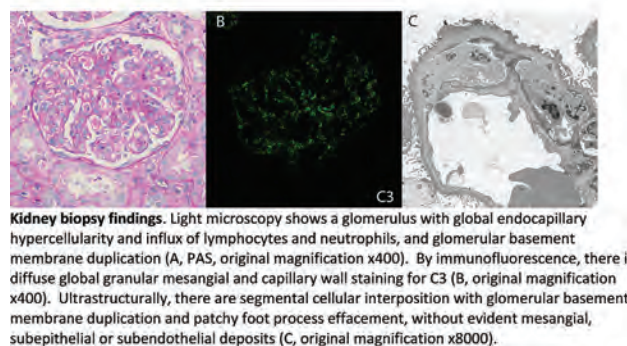 A
B
C
C3
Kidney biopsy findings. Light microscopy shows a glomerulus with global endocapillary
hypercellularity and influx of lymphocytes and neutrophils, and glomerular basement
membrane duplication (A, PAS, original magnification x400). By immunofluorescence, there i
diffuse global granular mesangial and capillary wall staining for C3 (B, original magnification
x400). Ultrastructurally, there are segmental cellular interposition with glomerular basement
membrane duplication and patchy foot process effacement, without evident mesangial,
subepithelial or subendothelial deposits (C, original magnification x8000).